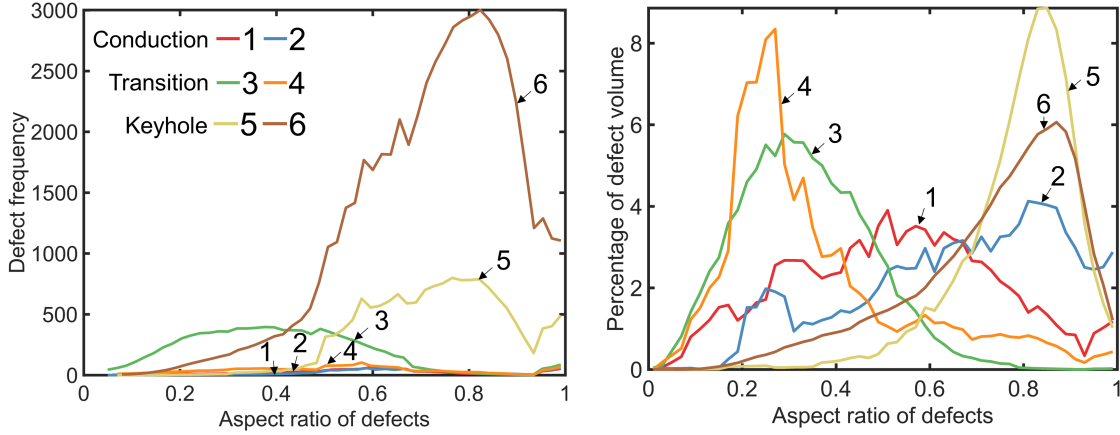 3000
2500
2000
1500
1000
500
0
Defect frequency
Conduction 1 2
Transition 3 4
Keyhole 5 6
6
5
3
1 2 4
0 0.2 0.4 0.6 0.8 1
Aspect ratio of defects
8
6
4
2
0
Percentage of defect volume
5
4
6
3
1
2
0 0.2 0.4 0.6 0.8 1
Aspect ratio of defects